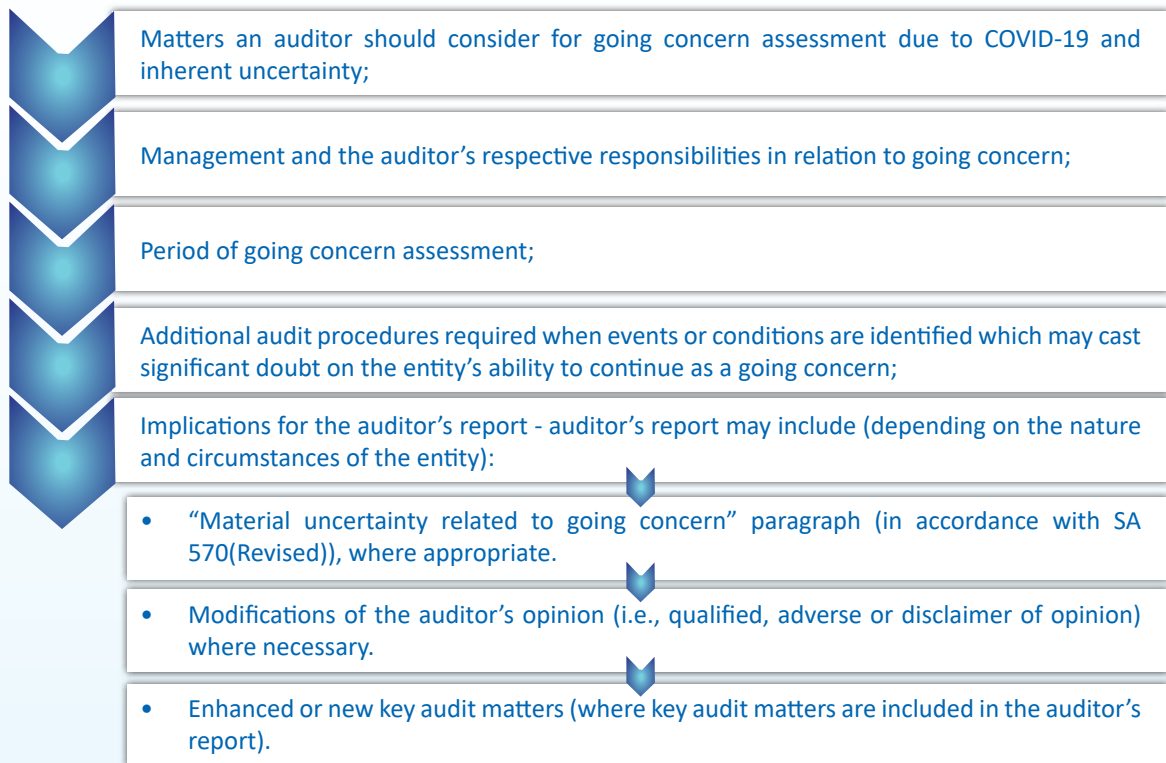 Matters an auditor should consider for going concern assessment due to COVID-19 and
inherent uncertainty;
Management and the auditor’s respective responsibilities in relation to going concern;
Period of going concern assessment;
Additional audit procedures required when events or conditions are identified which may cast
significant doubt on the entity’s ability to continue as a going concern;
Implications for the auditor’s report - auditor’s report may include (depending on the nature
and circumstances of the entity):
• “Material uncertainty related to going concern” paragraph (in accordance with SA
570(Revised)), where appropriate.
• Modifications of the auditor’s opinion (i.e., qualified, adverse or disclaimer of opinion)
where necessary.
• Enhanced or new key audit matters (where key audit matters are included in the auditor’s
report).